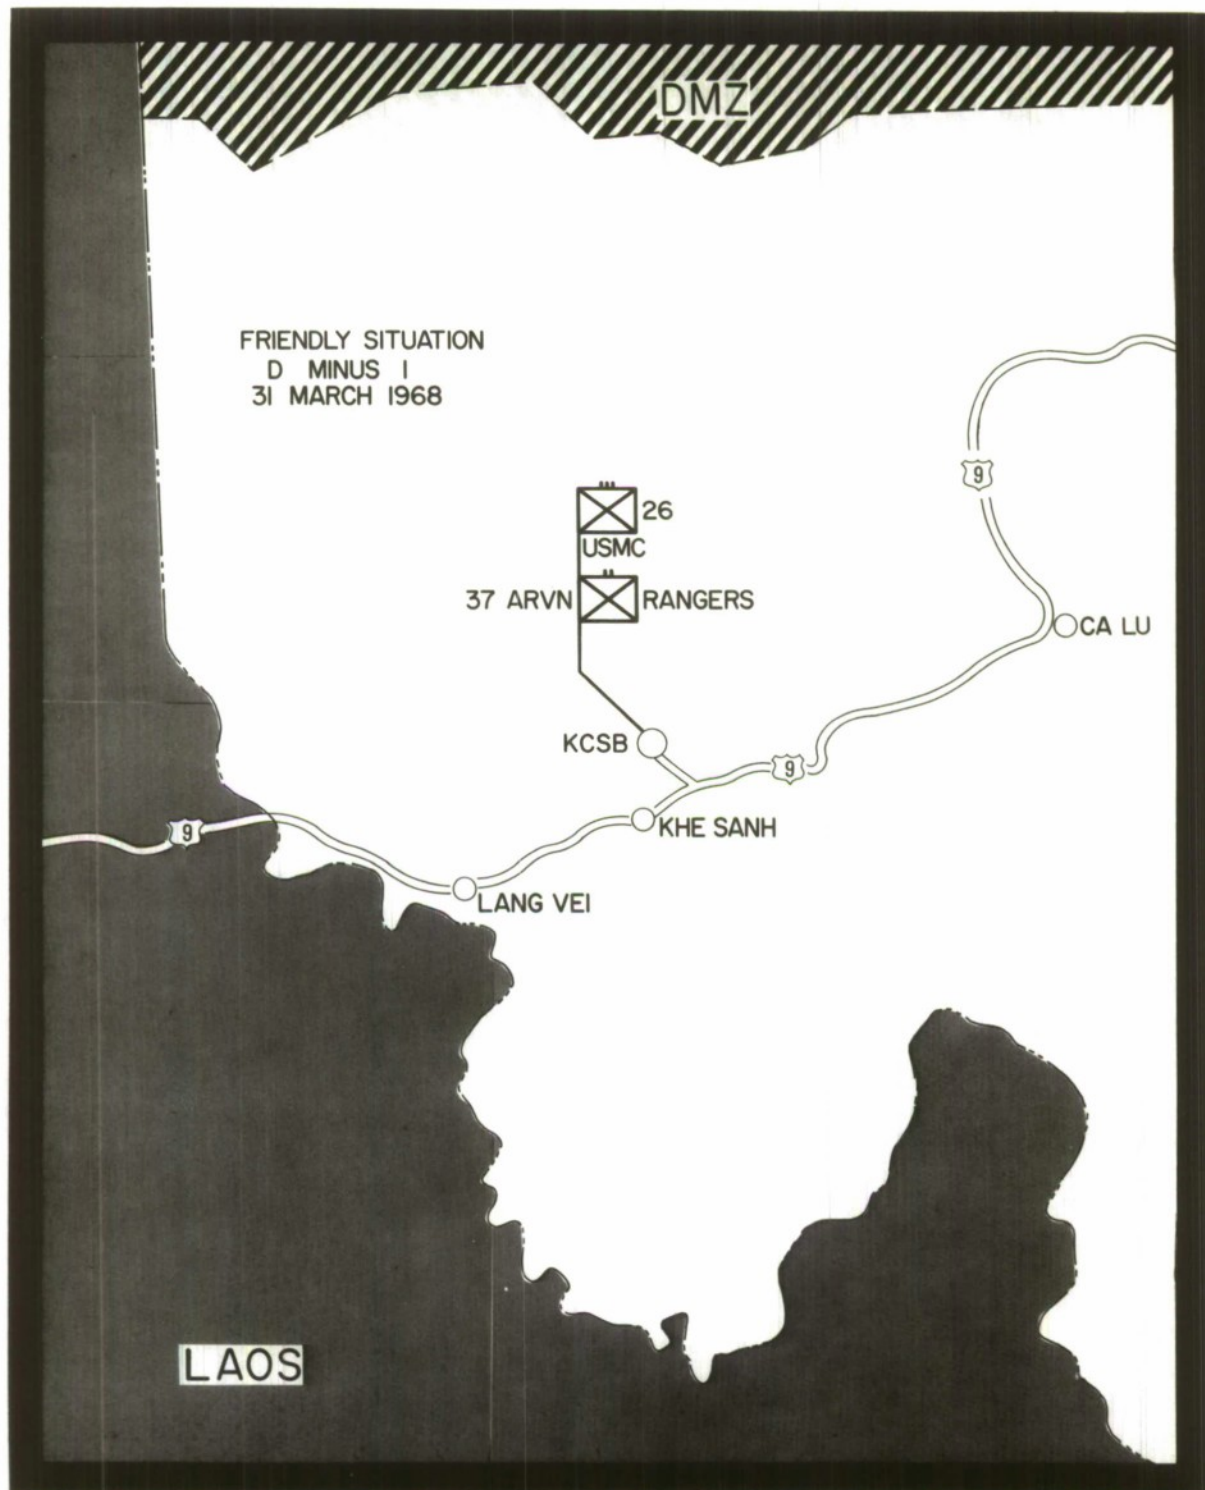 DMZ
FRIENDLY SITUATION
D MINUS 1
31 MARCH 1968
9
26
USMC
37 ARVN RANGERS
CA LU
KCSB
9
KHE SANH
9
LANG VEI
LAOS